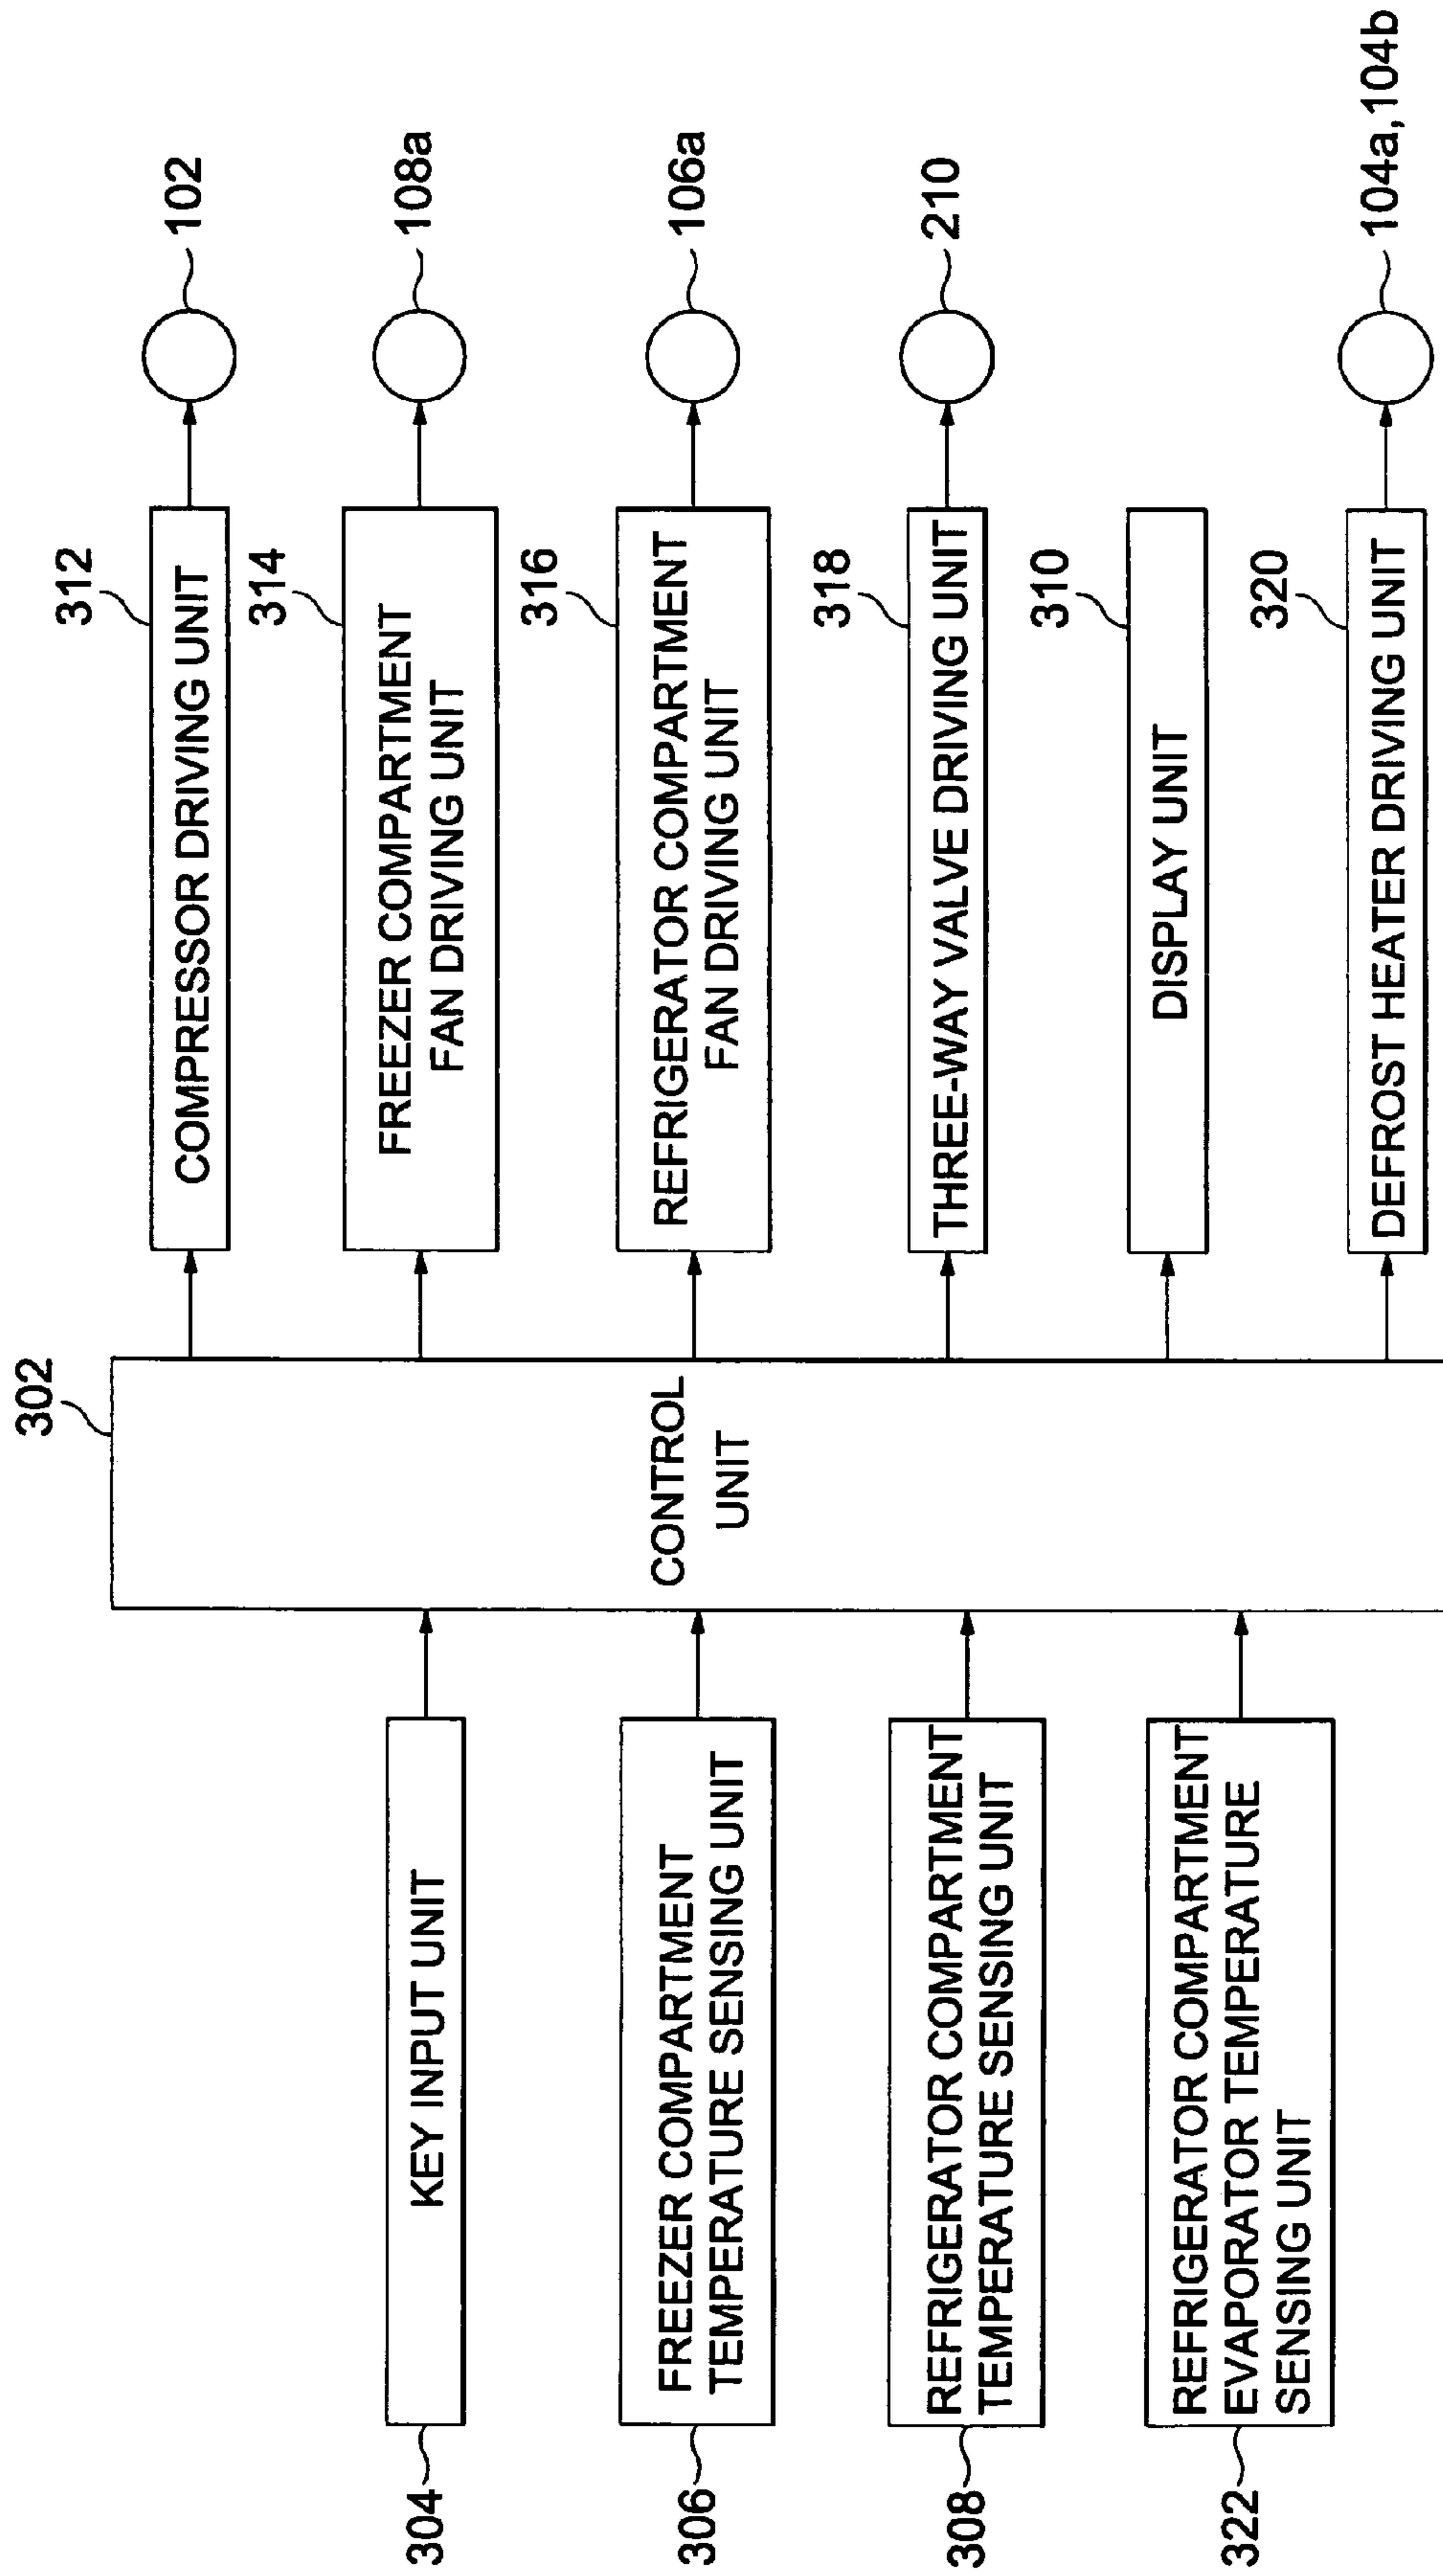 302
304
KEY INPUT UNIT
306
FREEZER COMPARTMENT
TEMPERATURE SENSING UNIT
308
REFRIGERATOR COMPARTMENT
TEMPERATURE SENSING UNIT
322
REFRIGERATOR COMPARTMENT
EVAPORATOR TEMPERATURE
SENSING UNIT
CONTROL
UNIT
312
COMPRESSOR DRIVING UNIT
102
314
FREEZER COMPARTMENT
FAN DRIVING UNIT
108a
316
REFRIGERATOR COMPARTMENT
FAN DRIVING UNIT
106a
318
THREE-WAY VALVE DRIVING UNIT
210
310
DISPLAY UNIT
320
DEFROST HEATER DRIVING UNIT
104a,104b